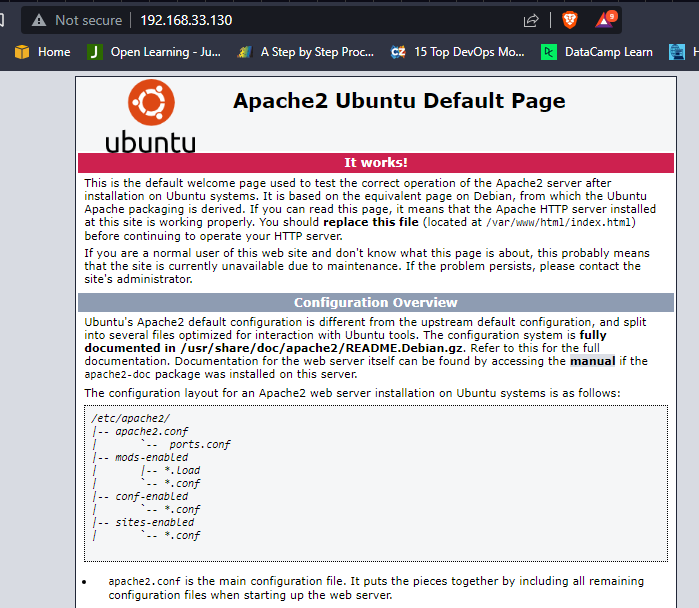 Not secure 192.168.33.130 9
Home Open Learning - Ju... A Step by Step Proc... CZ 15 Top DevOps Mo... DC DataCamp Learn H
ubuntu
Apache2 Ubuntu Default Page
It works!
This is the default welcome page used to test the correct operation of the Apache2 server after
installation on Ubuntu systems. It is based on the equivalent page on Debian, from which the Ubuntu
Apache packaging is derived. If you can read this page, it means that the Apache HTTP server installed
at this site is working properly. You should replace this file (located at /var/www/html/index.html)
before continuing to operate your HTTP server.
If you are a normal user of this web site and don't know what this page is about, this probably means
that the site is currently unavailable due to maintenance. If the problem persists, please contact the
site's administrator.
Configuration Overview
Ubuntu's Apache2 default configuration is different from the upstream default configuration, and split
into several files optimized for interaction with Ubuntu tools. The configuration system is fully
documented in /usr/share/doc/apache2/README.Debian.gz. Refer to this for the full
documentation. Documentation for the web server itself can be found by accessing the manual if the
apache2-doc package was installed on this server.
The configuration layout for an Apache2 web server installation on Ubuntu systems is as follows:
/etc/apache2/
|-- apache2.conf
|       `--  ports.conf
|-- mods-enabled
|       |-- *.load
|       `-- *.conf
|-- conf-enabled
|       `-- *.conf
|-- sites-enabled
|       `-- *.conf
• apache2.conf is the main configuration file. It puts the pieces together by including all remaining
configuration files when starting up the web server.